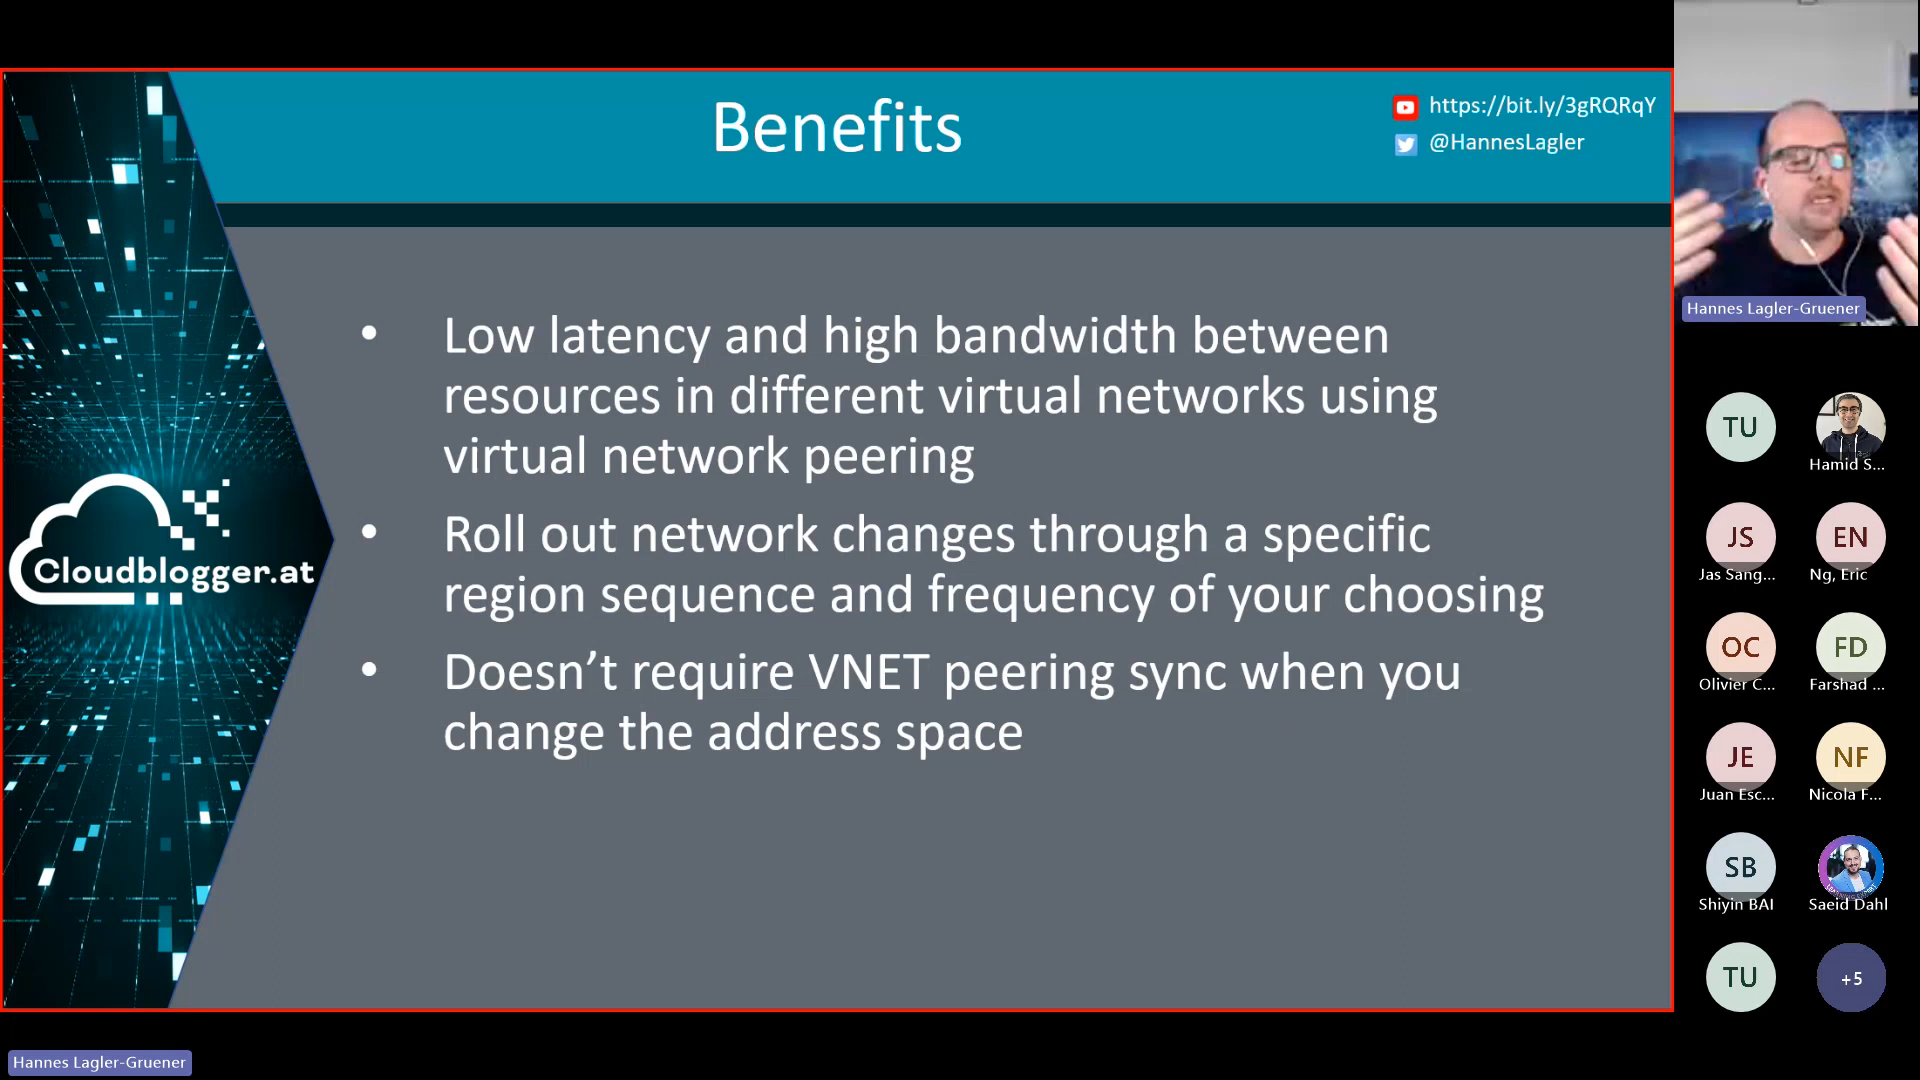 Benefits
https://bit.ly/3gRQRqY
@HannesLagler
• Low latency and high bandwidth between
resources in different virtual networks using
virtual network peering
• Roll out network changes through a specific
region sequence and frequency of your choosing
• Doesn’t require VNET peering sync when you
change the address space
Cloudblogger.at
Hannes Lagler-Gruener
TU
Hamid S...
JS
EN
Jas Sang...
Ng, Eric
OC
FD
Olivier C...
Farshad ...
JE
NF
Juan Esc...
Nicola F...
SB
Shiyin BAI
Saeid Dahl
TU
+5
Hannes Lagler-Gruener